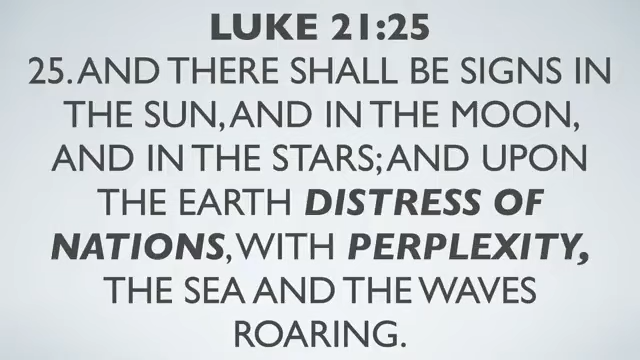 LUKE 21:25
25. AND THERE SHALL BE SIGNS IN
THE SUN, AND IN THE MOON,
AND IN THE STARS; AND UPON
THE EARTH DISTRESS OF
NATIONS, WITH PERPLEXITY,
THE SEA AND THE WAVES
ROARING.